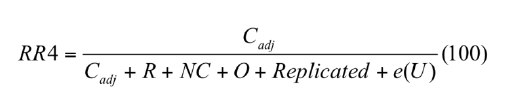 RR4 = C_adj / (C_adj + R + NC + O + Replicated + e(U)) (100)